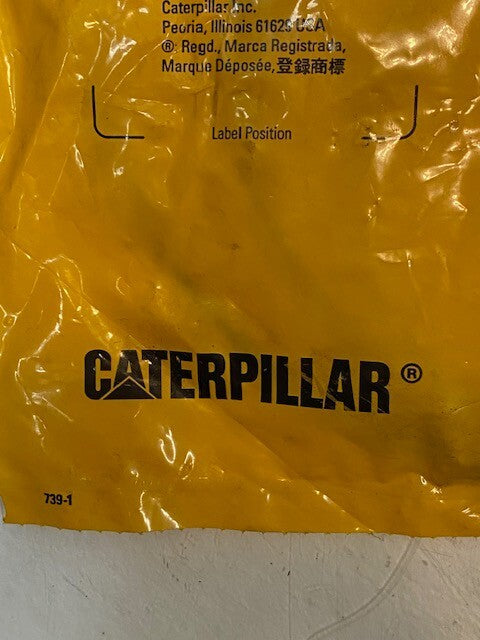 Caterpillar Inc.
Peoria, Illinois 61629 USA
®: Regd., Marca Registrada,
Marque Déposée, 登録商標
Label Position
CATERPILLAR ®
739-1